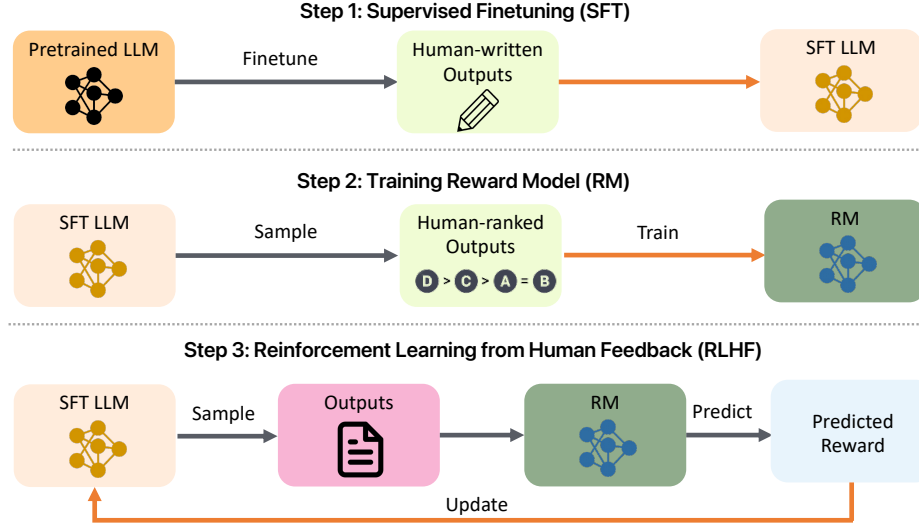 Step 1: Supervised Finetuning (SFT)
Pretrained LLM
Finetune
Human-written
Outputs
SFT LLM
Step 2: Training Reward Model (RM)
SFT LLM
Sample
Human-ranked
Outputs
D > C > A = B
Train
RM
Step 3: Reinforcement Learning from Human Feedback (RLHF)
SFT LLM
Sample
Outputs
RM
Predict
Predicted
Reward
Update